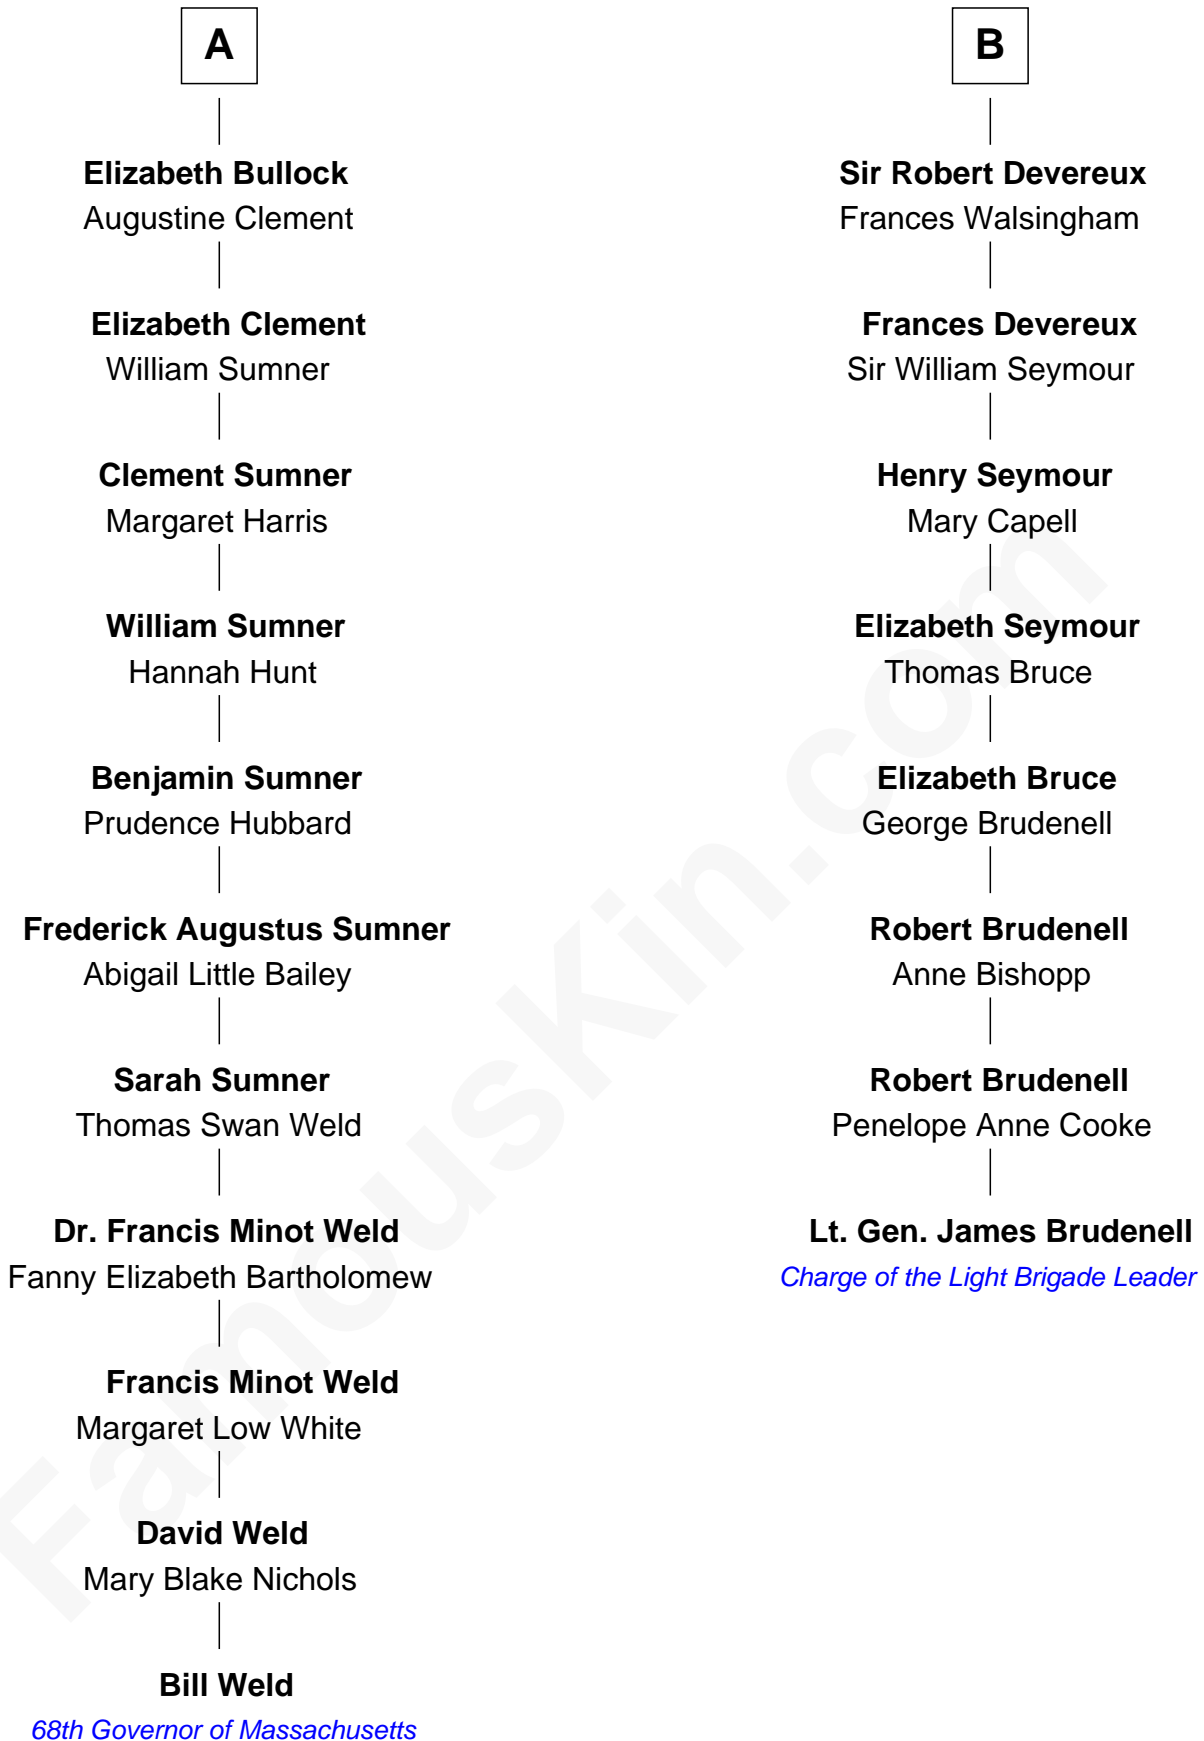 A
Elizabeth Bullock
Augustine Clement
Elizabeth Clement
William Sumner
Clement Sumner
Margaret Harris
William Sumner
Hannah Hunt
Benjamin Sumner
Prudence Hubbard
Frederick Augustus Sumner
Abigail Little Bailey
Sarah Sumner
Thomas Swan Weld
Dr. Francis Minot Weld
Fanny Elizabeth Bartholomew
Francis Minot Weld
Margaret Low White
David Weld
Mary Blake Nichols
Bill Weld
68th Governor of Massachusetts
B
Sir Robert Devereux
Frances Walsingham
Frances Devereux
Sir William Seymour
Henry Seymour
Mary Capell
Elizabeth Seymour
Thomas Bruce
Elizabeth Bruce
George Brudenell
Robert Brudenell
Anne Bishopp
Robert Brudenell
Penelope Anne Cooke
Lt. Gen. James Brudenell
Charge of the Light Brigade Leader
FamousKin.com